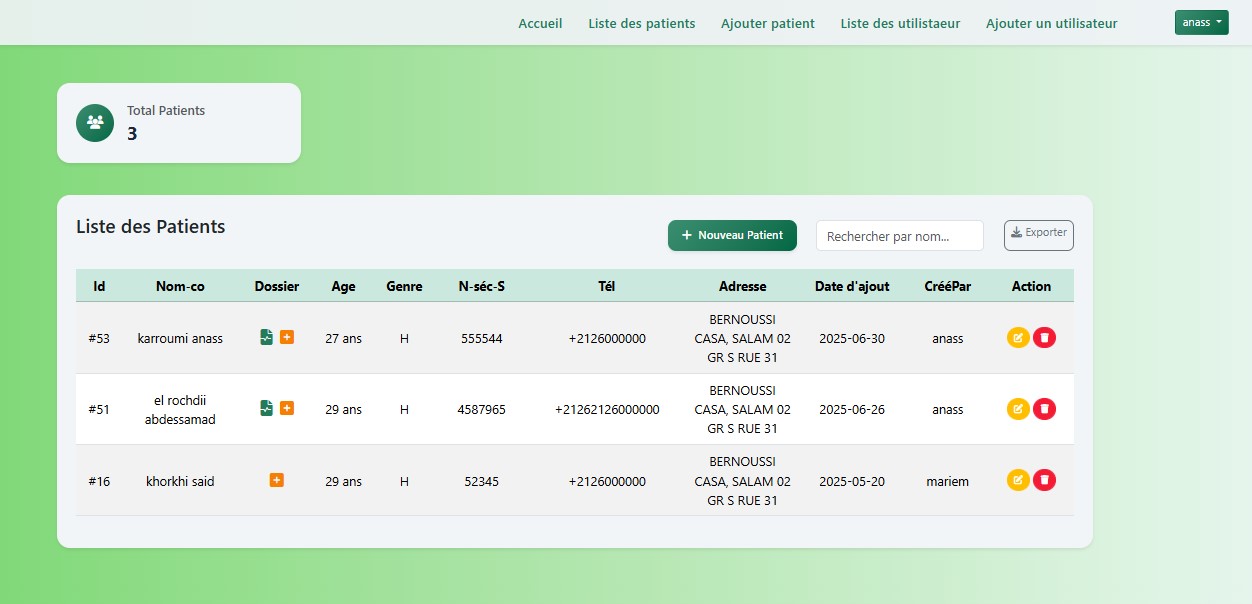 Accueil Liste des patients Ajouter patient Liste des utilistaeur Ajouter un utilisateur anass
Total Patients
3
Liste des Patients
Nouveau Patient Rechercher par nom... Exporter
Id Nom-co Dossier Age Genre N-séc-S Tél Adresse Date d'ajout CrééPar Action
BERNOUSSI
#53 karroumi anass 27 ans H 555544 +2126000000 CASA, SALAM 02 2025-06-30 anass
GR S RUE 31
el rochdii BERNOUSSI
#51 abdessamad 29 ans H 4587965 +21262126000000 CASA, SALAM 02 2025-06-26 anass
GR S RUE 31
BERNOUSSI
#16 khorkhi said 29 ans H 52345 +2126000000 CASA, SALAM 02 2025-05-20 mariem
GR S RUE 31